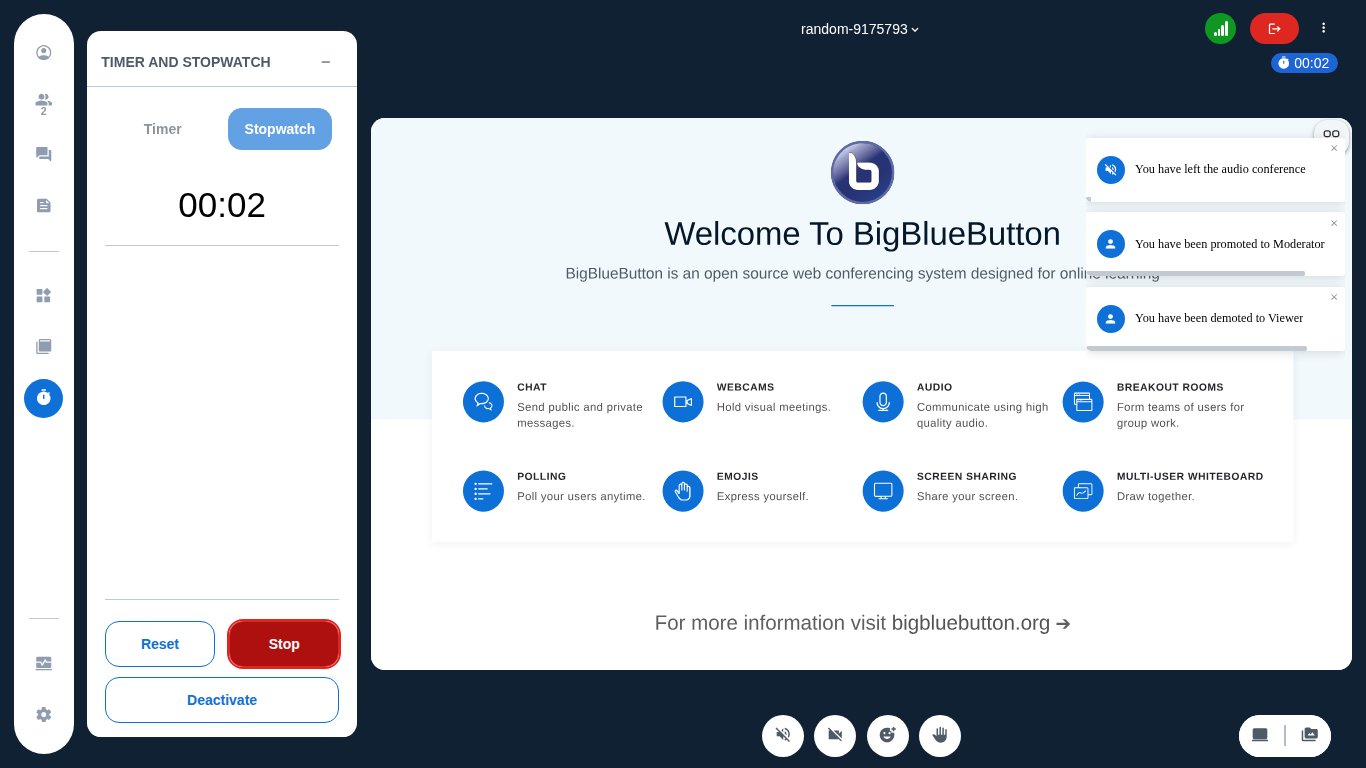 random-9175793
00:02
2
TIMER AND STOPWATCH
Timer
Stopwatch
00:02
Reset
Stop
Deactivate
You have left the audio conference
You have been promoted to Moderator
You have been demoted to Viewer
Welcome To BigBlueButton
BigBlueButton is an open source web conferencing system designed for online learning
CHAT
Send public and private
messages.
WEBCAMS
Hold visual meetings.
AUDIO
Communicate using high
quality audio.
BREAKOUT ROOMS
Form teams of users for
group work.
POLLING
Poll your users anytime.
EMOJIS
Express yourself.
SCREEN SHARING
Share your screen.
MULTI-USER WHITEBOARD
Draw together.
For more information visit bigbluebutton.org ➔